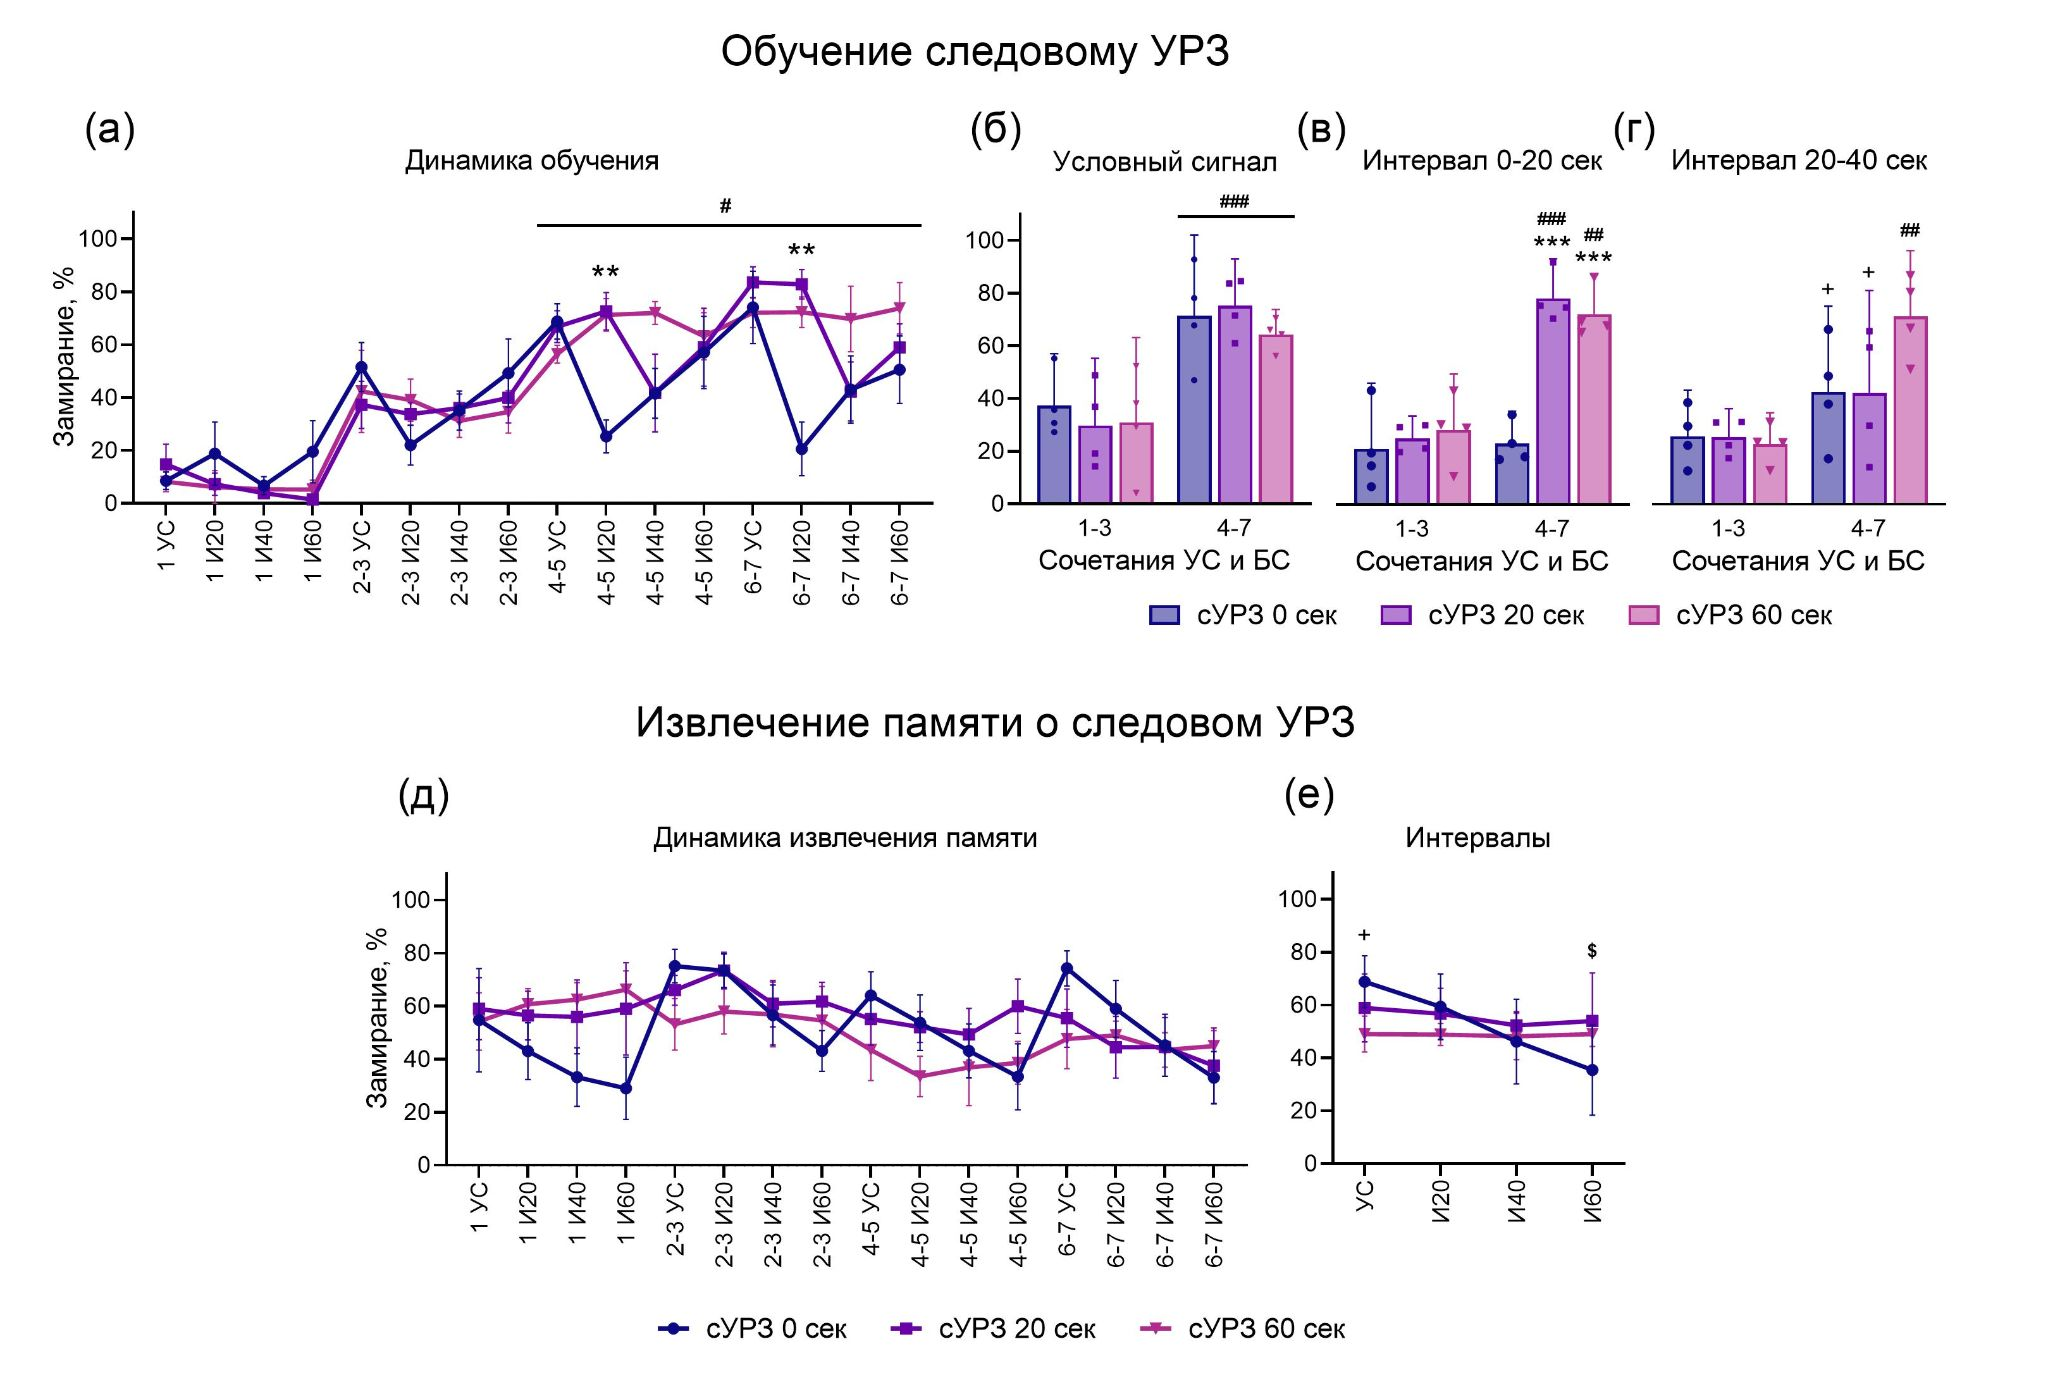 Обучение следовому УРЗ
(а)
Динамика обучения
Замирание, %
100
80
60
40
20
0
#
**
**
1 УС
1 И20
1 И40
1 И60
2-3 УС
2-3 И20
2-3 И40
2-3 И60
4-5 УС
4-5 И20
4-5 И40
4-5 И60
6-7 УС
6-7 И20
6-7 И40
6-7 И60
(б)
Условный сигнал
100
80
60
40
20
0
###
1-3
4-7
Сочетания УС и БС
(в)
Интервал 0-20 сек
###
***
##
***
1-3
4-7
Сочетания УС и БС
(г)
Интервал 20-40 сек
+
+
##
1-3
4-7
Сочетания УС и БС
сУРЗ 0 сек
сУРЗ 20 сек
сУРЗ 60 сек
Извлечение памяти о следовом УРЗ
(д)
Динамика извлечения памяти
Замирание, %
100
80
60
40
20
0
1 УС
1 И20
1 И40
1 И60
2-3 УС
2-3 И20
2-3 И40
2-3 И60
4-5 УС
4-5 И20
4-5 И40
4-5 И60
6-7 УС
6-7 И20
6-7 И40
6-7 И60
(е)
Интервалы
100
80
60
40
20
0
+
$
УС
И20
И40
И60
сУРЗ 0 сек
сУРЗ 20 сек
сУРЗ 60 сек